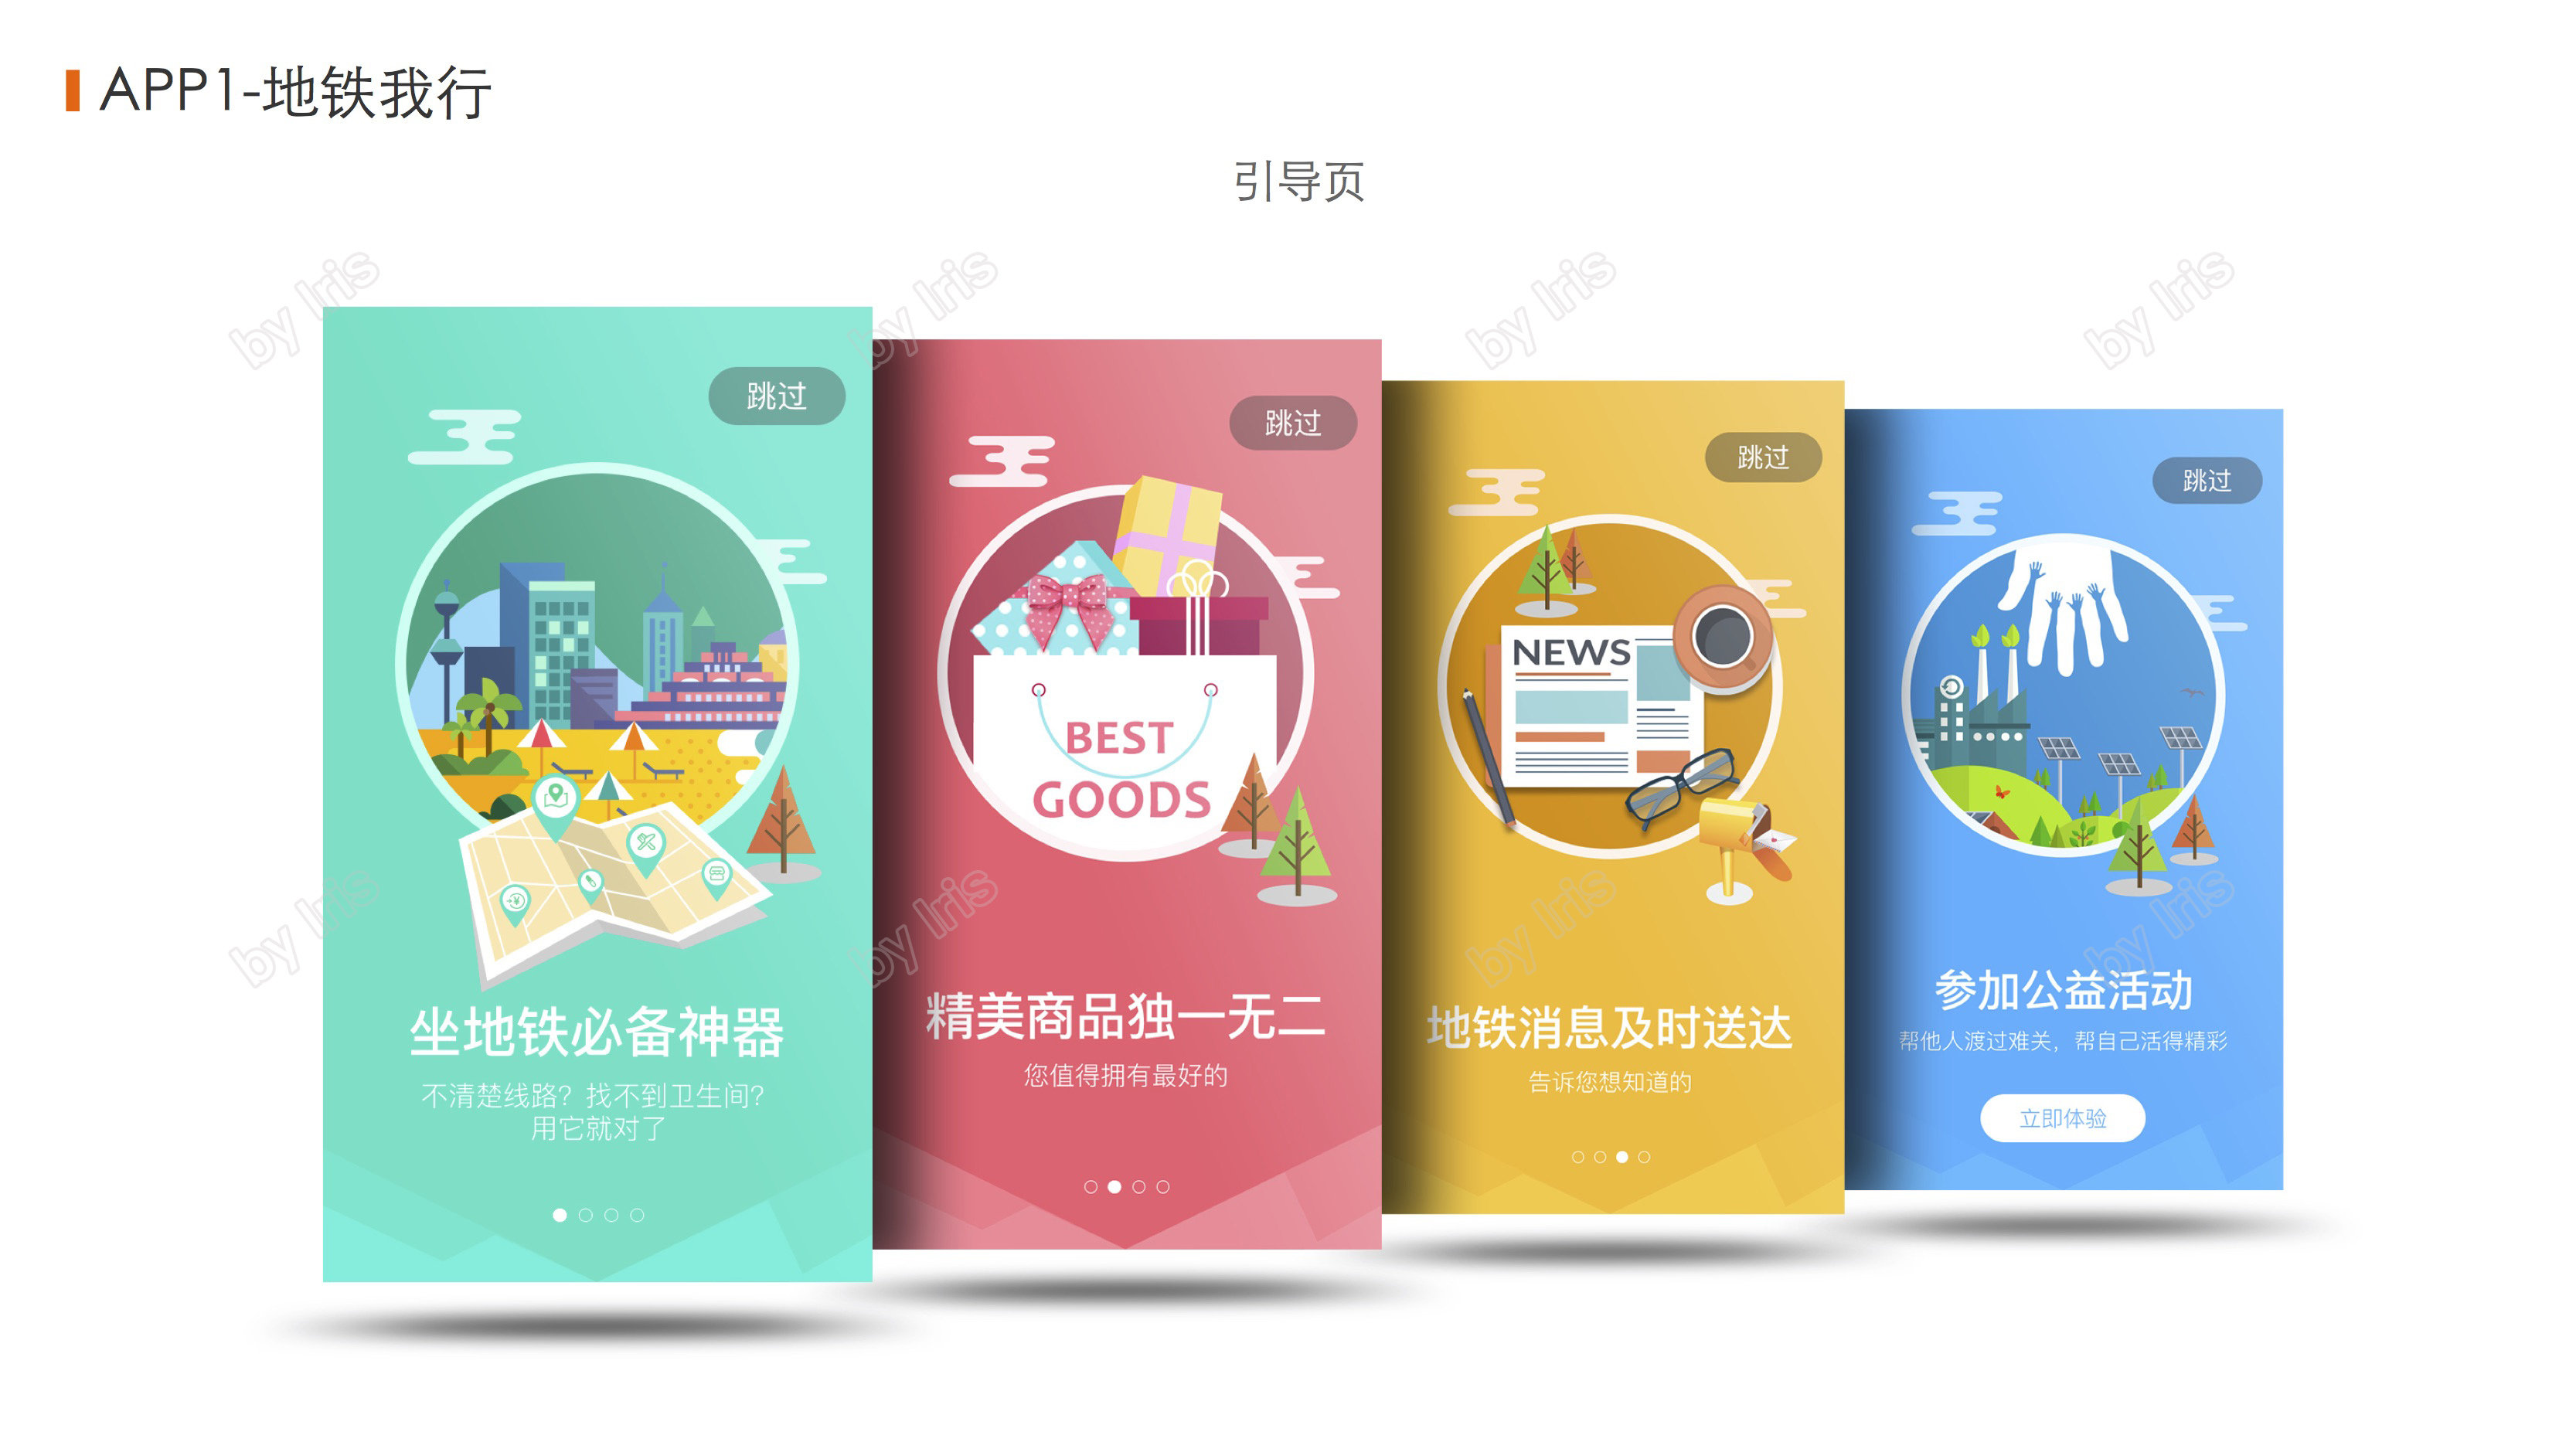 APP1-地铁我行
引导页
by Iris
by Iris
by Iris
by Iris
跳过
坐地铁必备神器
不清楚线路？找不到卫生间？
用它就对了
跳过
BEST
GOODS
精美商品独一无二
您值得拥有最好的
跳过
NEWS
地铁消息及时送达
告诉您想知道的
跳过
参加公益活动
帮他人渡过难关，帮自己活得精彩
立即体验
by Iris
by Iris
by Iris
by Iris